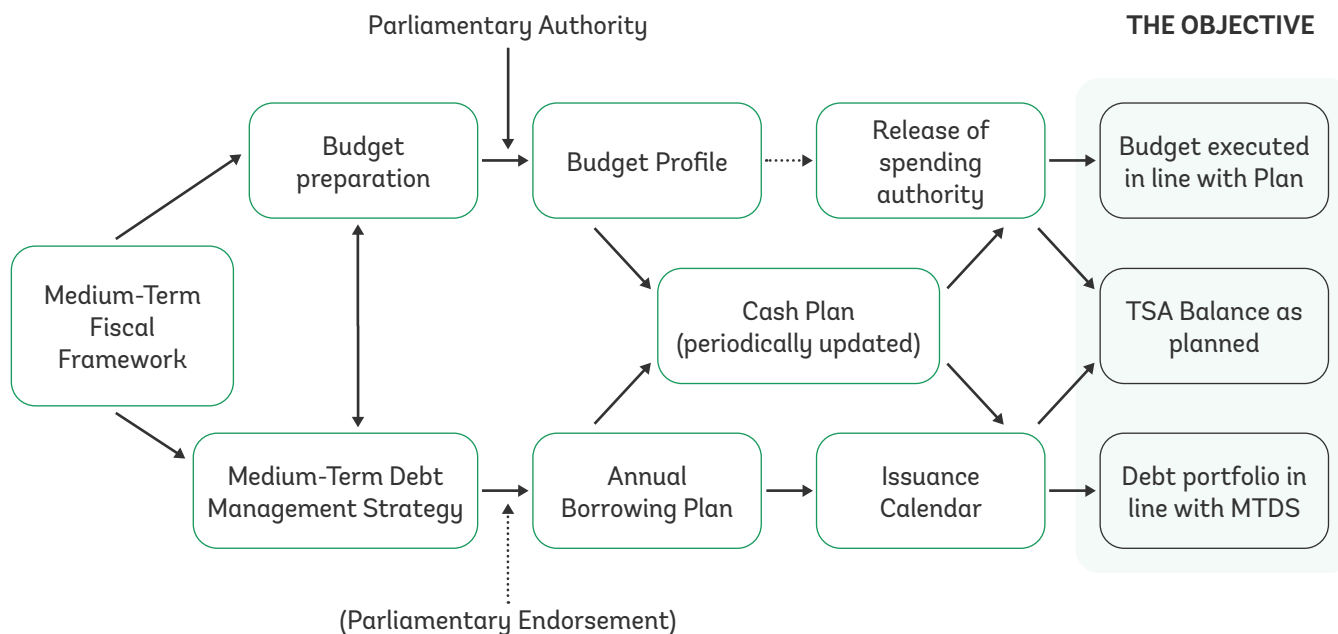 Parliamentary Authority
THE OBJECTIVE
Budget
preparation
Budget Profile
Release of
spending
authority
Budget executed
in line with Plan
Medium-Term
Fiscal
Framework
Cash Plan
(periodically updated)
TSA Balance as
planned
Medium-Term Debt
Management Strategy
Annual
Borrowing Plan
Issuance
Calendar
Debt portfolio in
line with MTDS
(Parliamentary Endorsement)